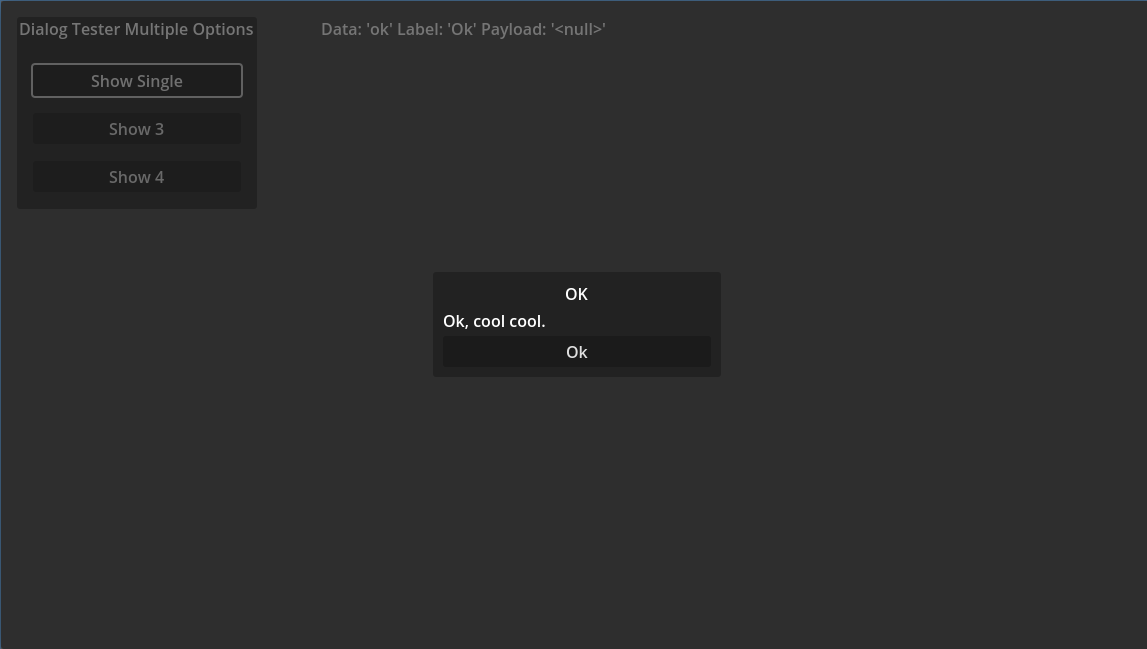 Dialog Tester Multiple Options
Data: 'ok' Label: 'Ok' Payload: '<null>'
Show Single
Show 3
Show 4
OK
Ok, cool cool.
Ok